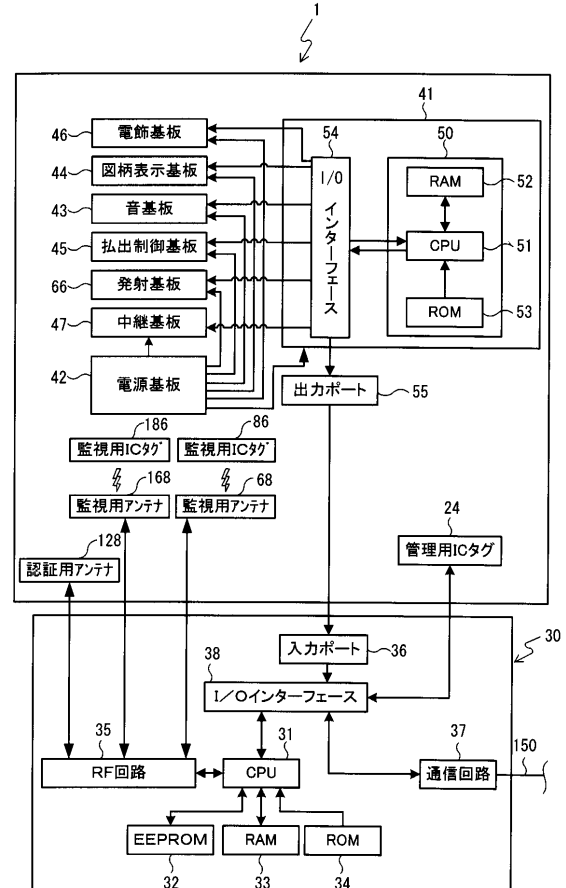 1
41
46
電飾基板
54
50
44
図柄表示基板
I/O
インターフェース
RAM
52
43
音基板
45
払出制御基板
CPU
51
66
発射基板
ROM
53
47
中継基板
42
電源基板
出力ポート
55
186
86
監視用ICタグ
監視用ICタグ
168
68
監視用アンテナ
監視用アンテナ
24
128
管理用ICタグ
認証用アンテナ
入力ポート
36
30
38
I/Oインターフェース
35
31
37
150
RF回路
CPU
通信回路
EEPROM
RAM
ROM
32
33
34